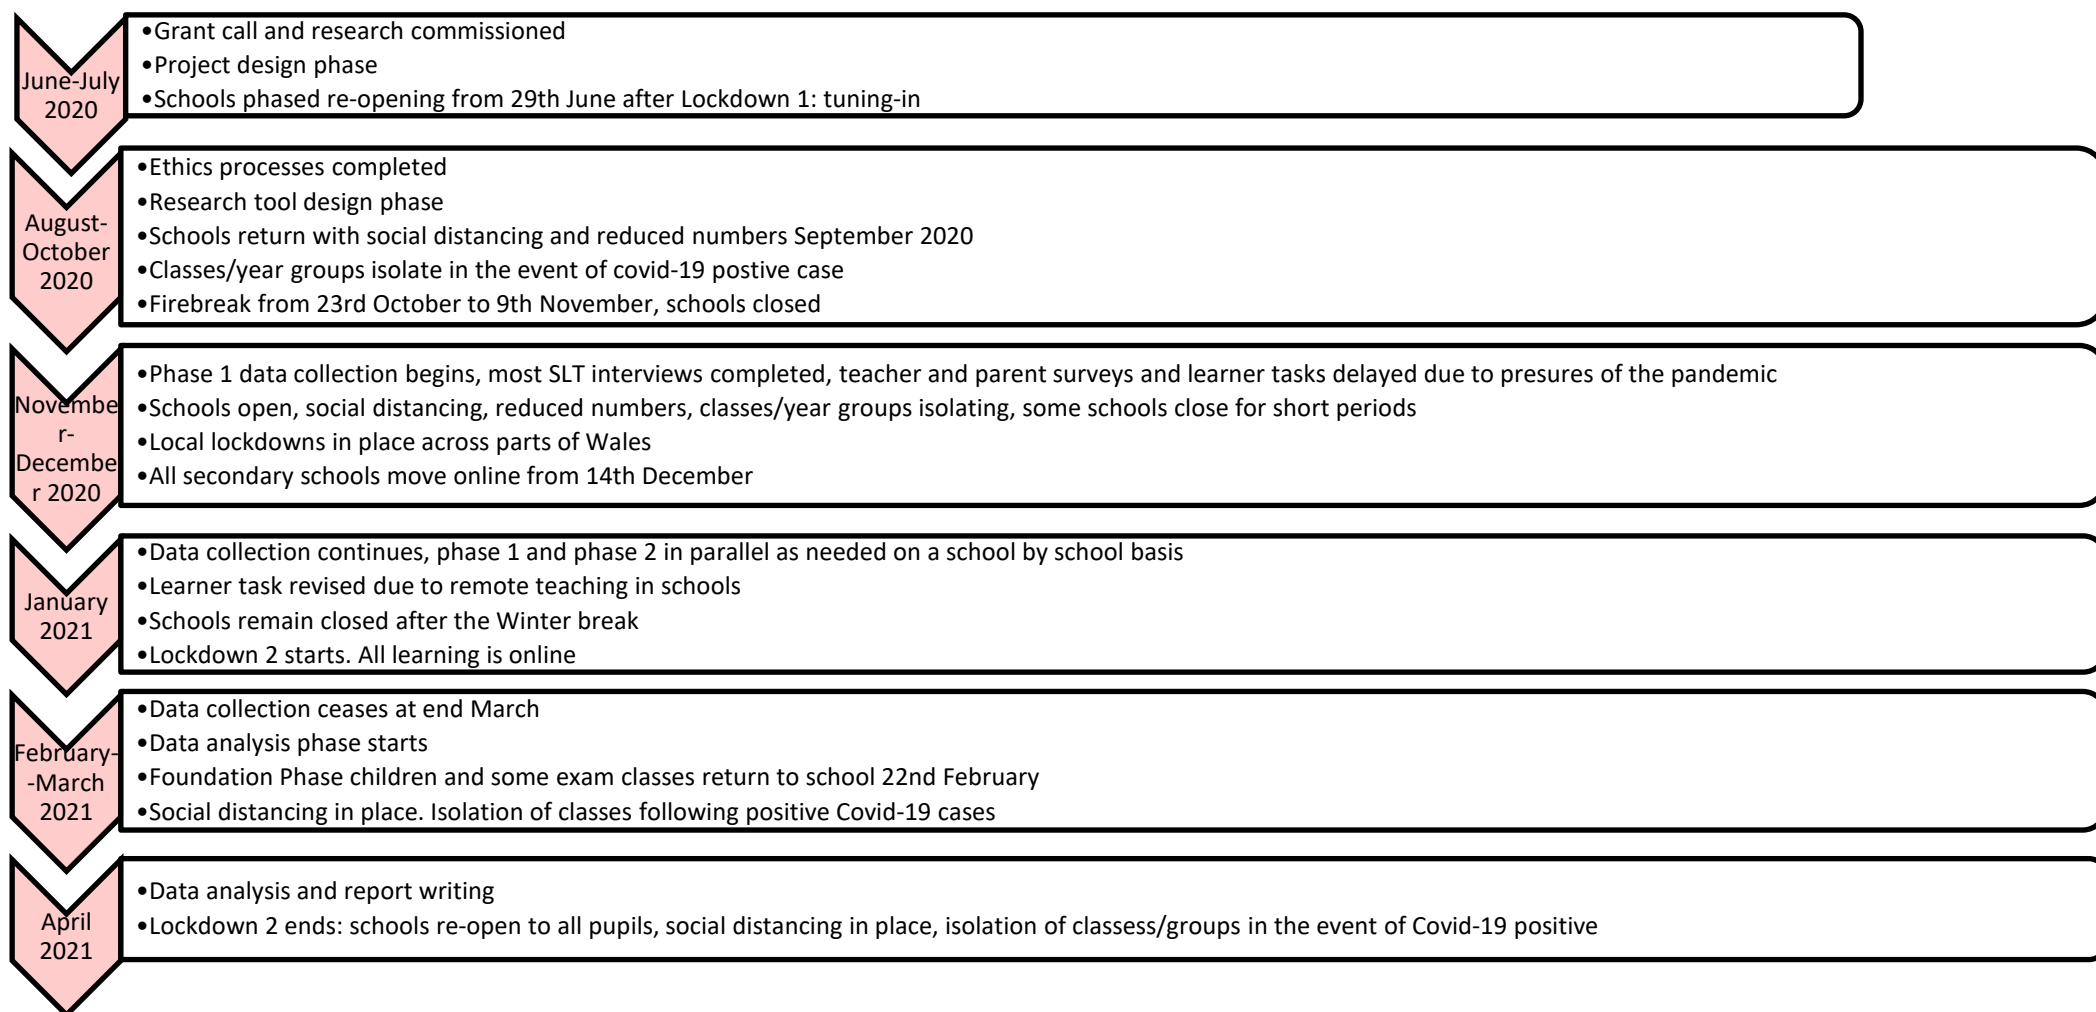 June-July
2020
•Grant call and research commissioned
•Project design phase
•Schools phased re-opening from 29th June after Lockdown 1: tuning-in
August-
October
2020
•Ethics processes completed
•Research tool design phase
•Schools return with social distancing and reduced numbers September 2020
•Classes/year groups isolate in the event of covid-19 postive case
•Firebreak from 23rd October to 9th November, schools closed
Novembe
r-
Decembe
r 2020
•Phase 1 data collection begins, most SLT interviews completed, teacher and parent surveys and learner tasks delayed due to presures of the pandemic
•Schools open, social distancing, reduced numbers, classes/year groups isolating, some schools close for short periods
•Local lockdowns in place across parts of Wales
•All secondary schools move online from 14th December
January
2021
•Data collection continues, phase 1 and phase 2 in parallel as needed on a school by school basis
•Learner task revised due to remote teaching in schools
•Schools remain closed after the Winter break
•Lockdown 2 starts. All learning is online
February-
-March
2021
•Data collection ceases at end March
•Data analysis phase starts
•Foundation Phase children and some exam classes return to school 22nd February
•Social distancing in place. Isolation of classes following positive Covid-19 cases
April
2021
•Data analysis and report writing
•Lockdown 2 ends: schools re-open to all pupils, social distancing in place, isolation of classess/groups in the event of Covid-19 positive